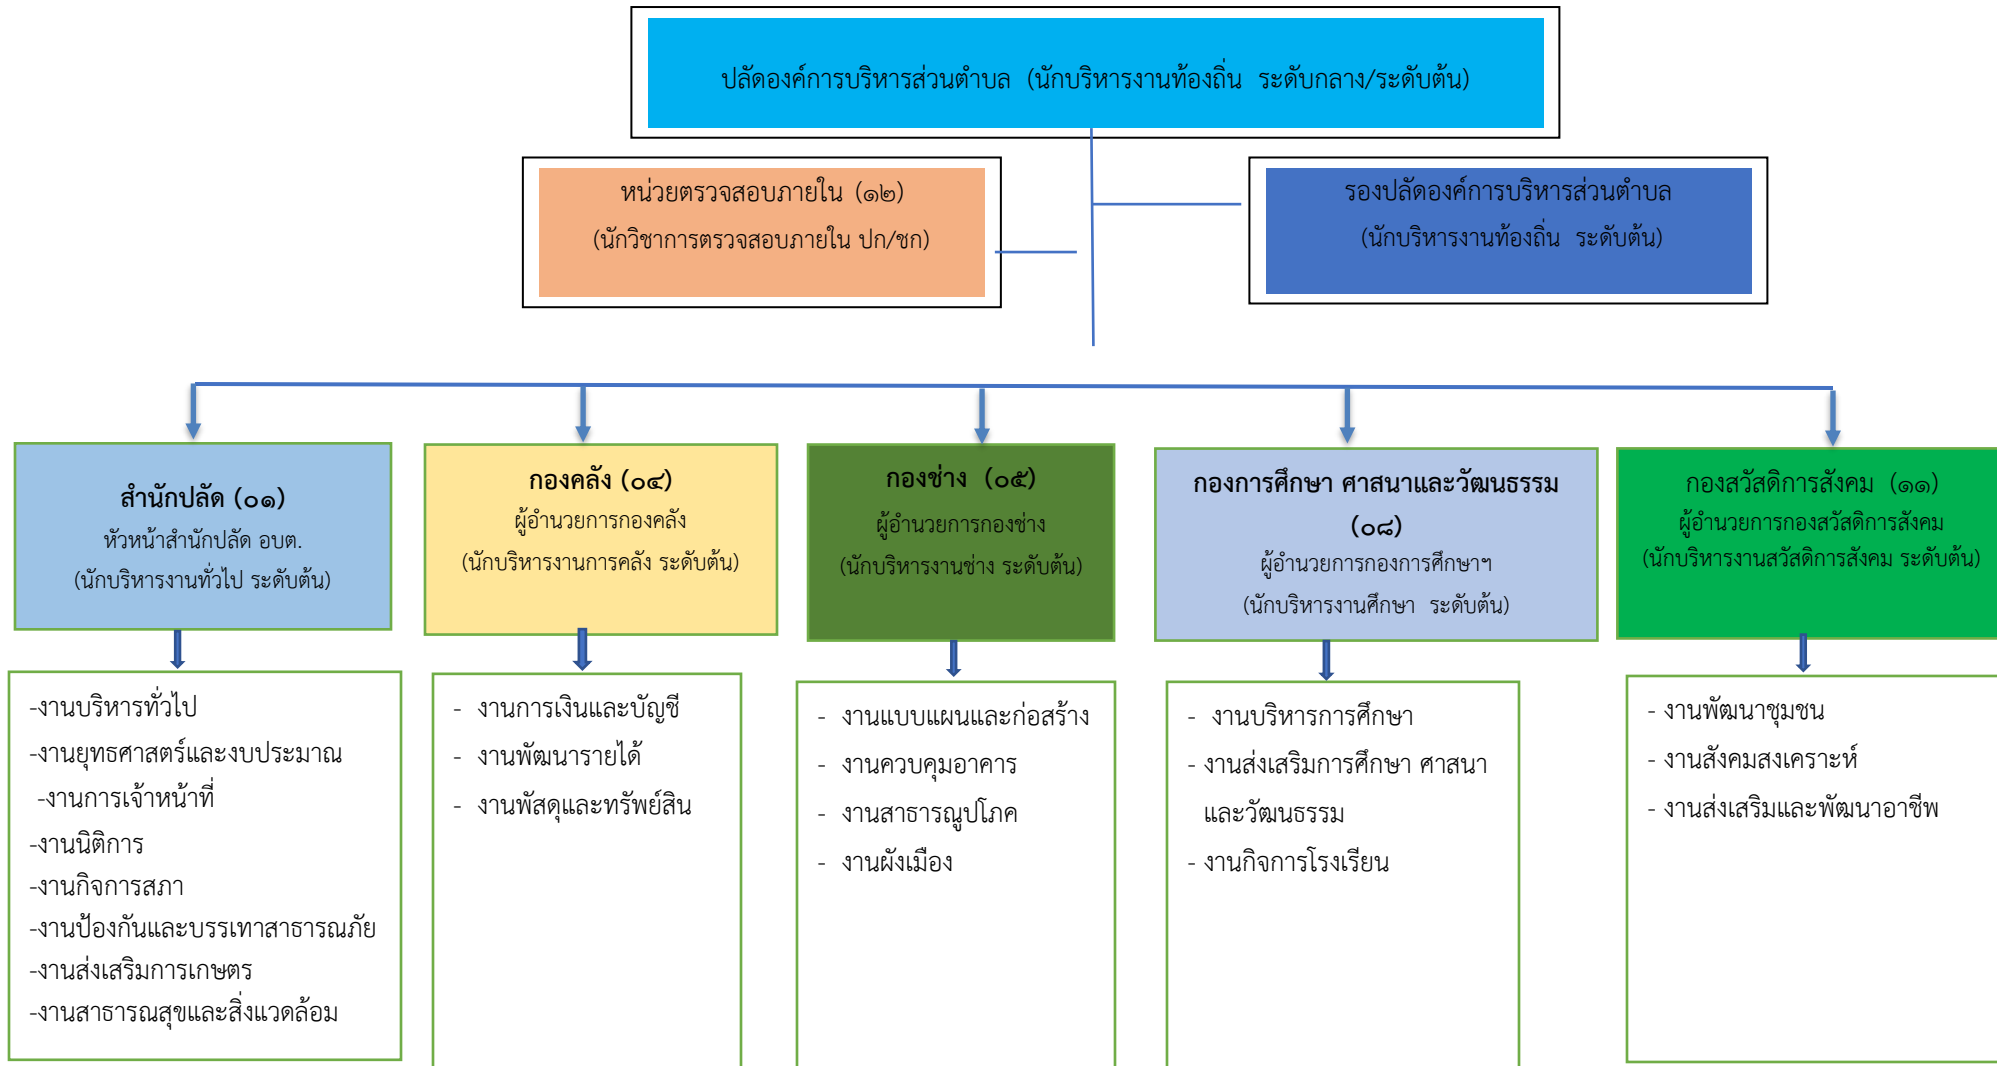 ปลัดองค์การบริหารส่วนตำบล (นักบริหารงานท้องถิ่น ระดับกลาง/ระดับต้น)
หน่วยตรวจสอบภายใน (๑๒)
(นักวิชาการตรวจสอบภายใน ปก/ชก)
รองปลัดองค์การบริหารส่วนตำบล
(นักบริหารงานท้องถิ่น ระดับต้น)
สำนักปลัด (๐๑)
หัวหน้าสำนักปลัด อบต.
(นักบริหารงานทั่วไป ระดับต้น)
กองคลัง (๐๔)
ผู้อำนวยการกองคลัง
(นักบริหารงานการคลัง ระดับต้น)
กองช่าง (๐๕)
ผู้อำนวยการกองช่าง
(นักบริหารงานช่าง ระดับต้น)
กองการศึกษา ศาสนาและวัฒนธรรม
(๐๘)
ผู้อำนวยการกองการศึกษาฯ
(นักบริหารงานศึกษา ระดับต้น)
กองสวัสดิการสังคม (๑๑)
ผู้อำนวยการกองสวัสดิการสังคม
(นักบริหารงานสวัสดิการสังคม ระดับต้น)
-งานบริหารทั่วไป
-งานยุทธศาสตร์และงบประมาณ
-งานการเจ้าหน้าที่
-งานนิติการ
-งานกิจการสภา
-งานป้องกันและบรรเทาสาธารณภัย
-งานส่งเสริมการเกษตร
-งานสาธารณสุขและสิ่งแวดล้อม
- งานการเงินและบัญชี
- งานพัฒนารายได้
- งานพัสดุและทรัพย์สิน
- งานแบบแผนและก่อสร้าง
- งานควบคุมอาคาร
- งานสาธารณูปโภค
- งานผังเมือง
- งานบริหารการศึกษา
- งานส่งเสริมการศึกษา ศาสนา
และวัฒนธรรม
- งานกิจการโรงเรียน
- งานพัฒนาชุมชน
- งานสังคมสงเคราะห์
- งานส่งเสริมและพัฒนาอาชีพ